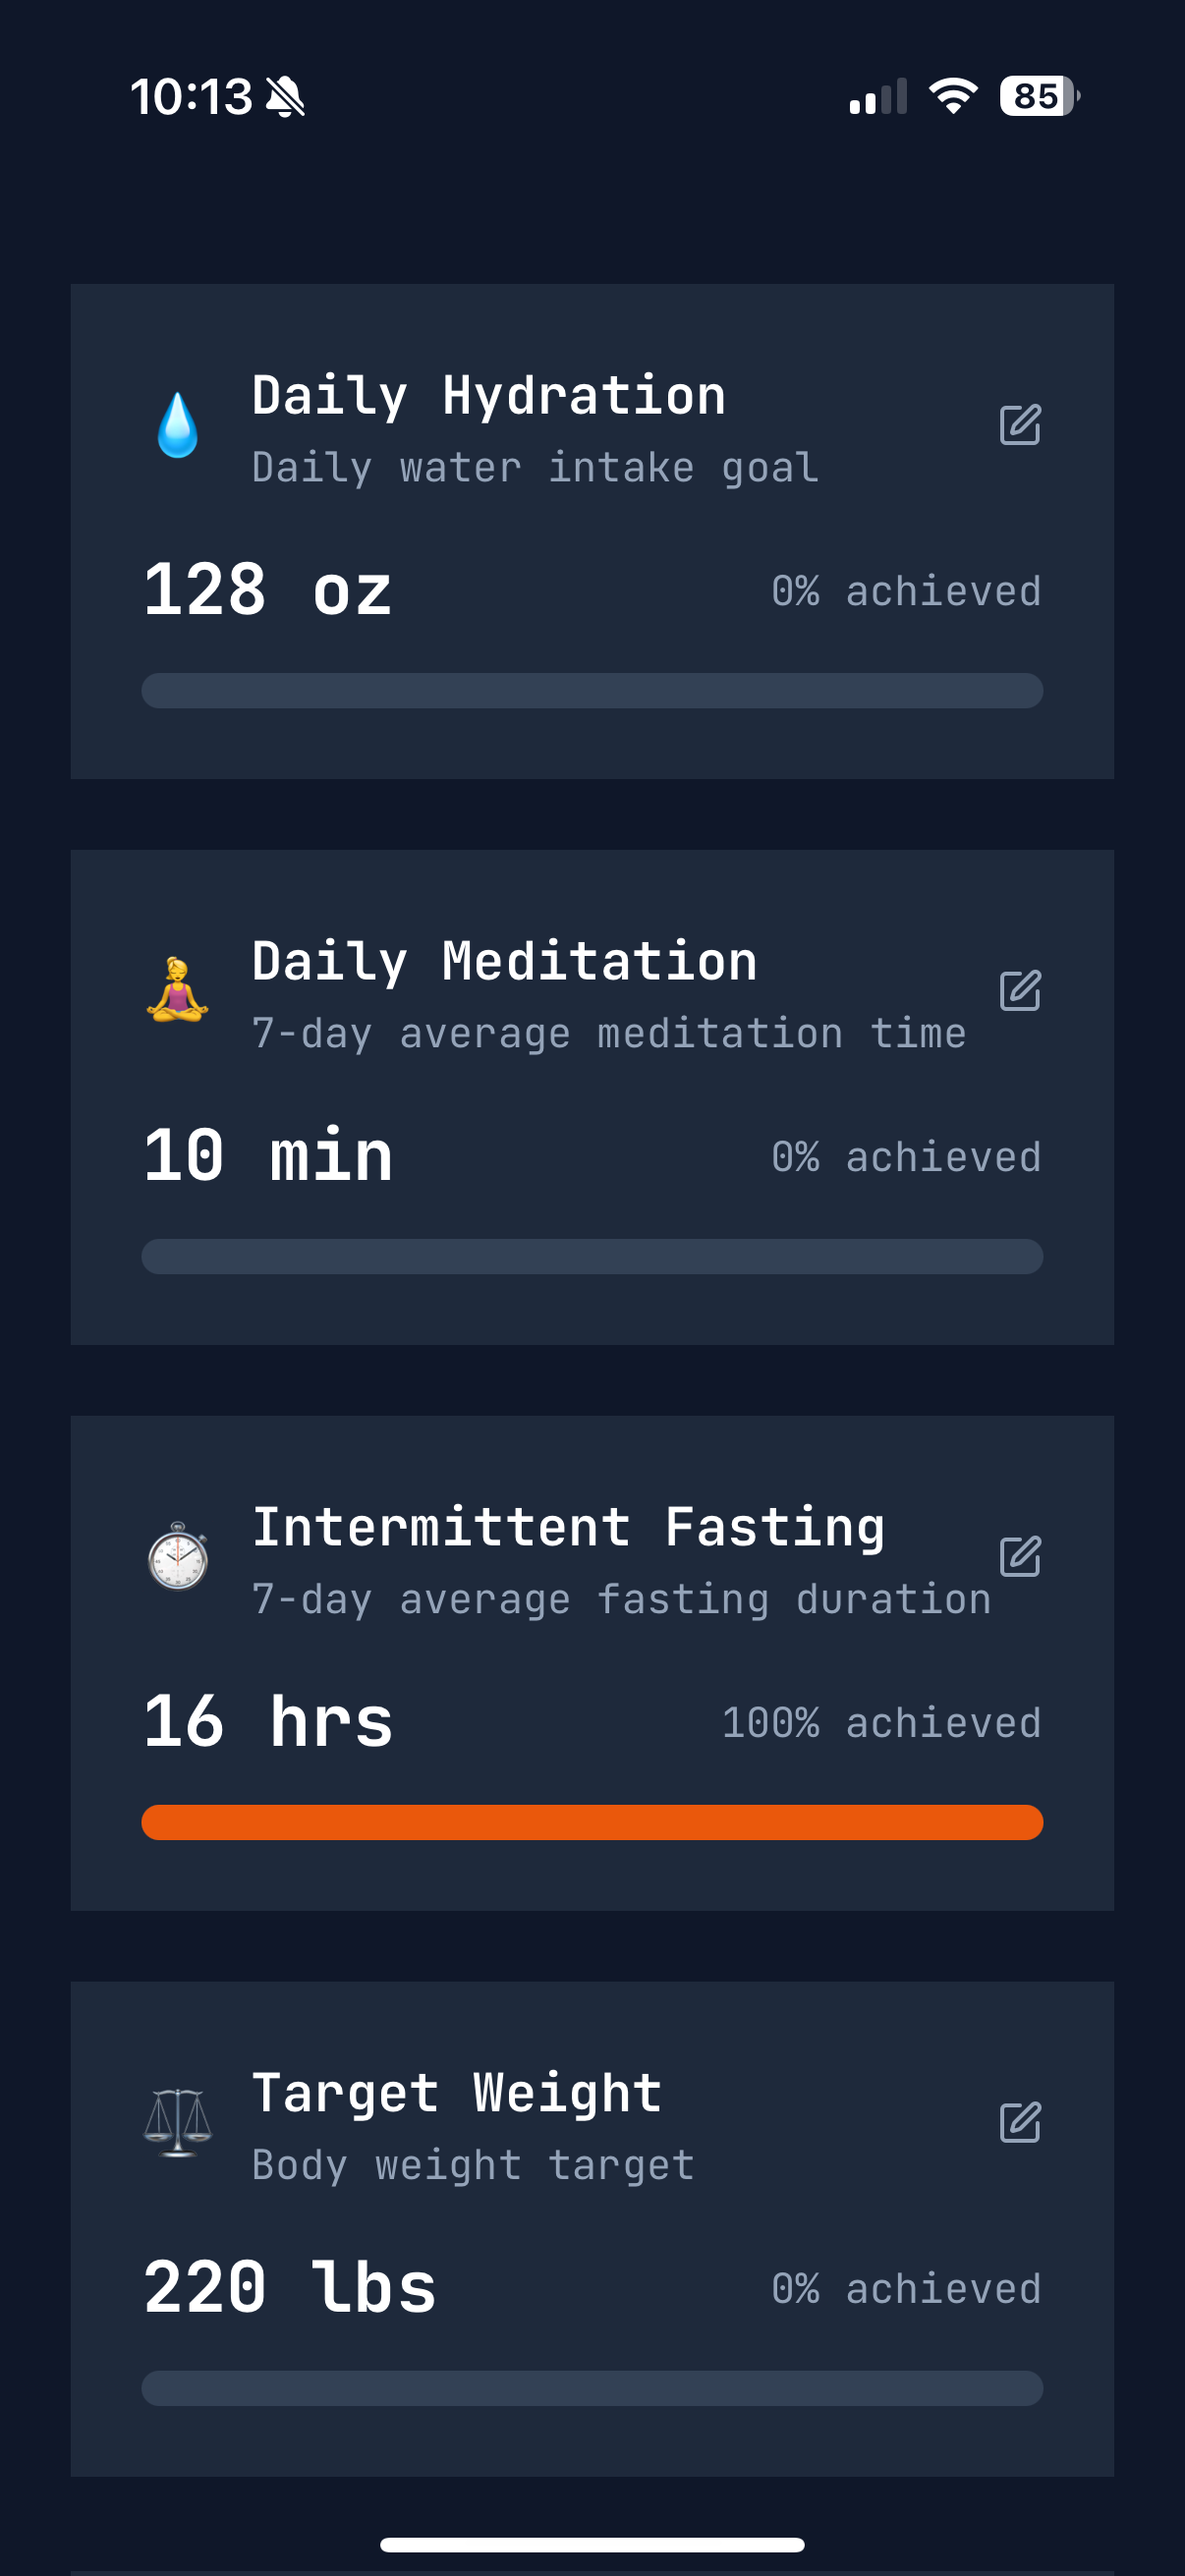 10:13
85
Daily Hydration
Daily water intake goal
128 oz
0% achieved
Daily Meditation
7-day average meditation time
10 min
0% achieved
Intermittent Fasting
7-day average fasting duration
16 hrs
100% achieved
Target Weight
Body weight target
220 lbs
0% achieved